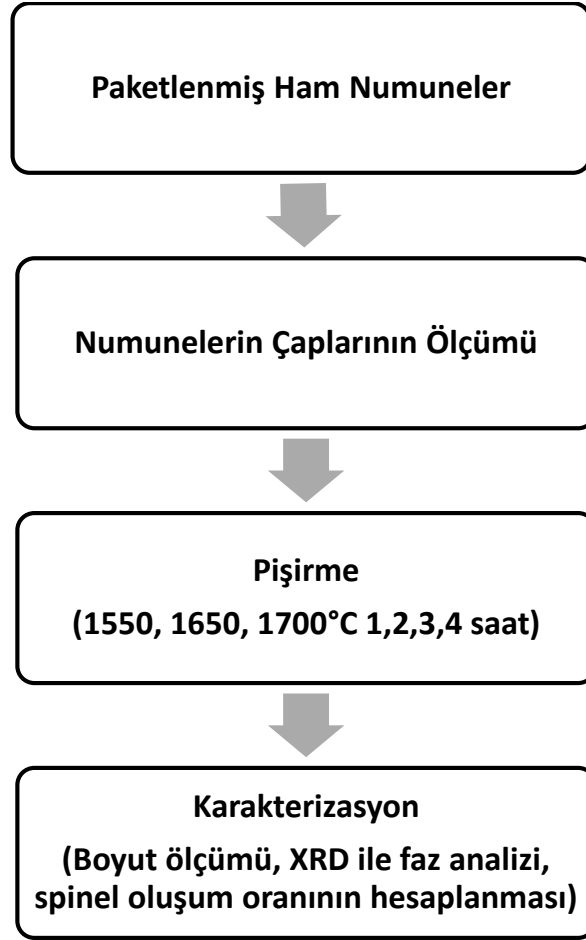 Paketlenmiş Ham Numuneler
Numunelerin Çaplarının Ölçümü
Pişirme
(1550, 1650, 1700°C 1,2,3,4 saat)
Karakterizasyon
(Boyut ölçümü, XRD ile faz analizi,
spinel oluşum oranının hesaplanması)